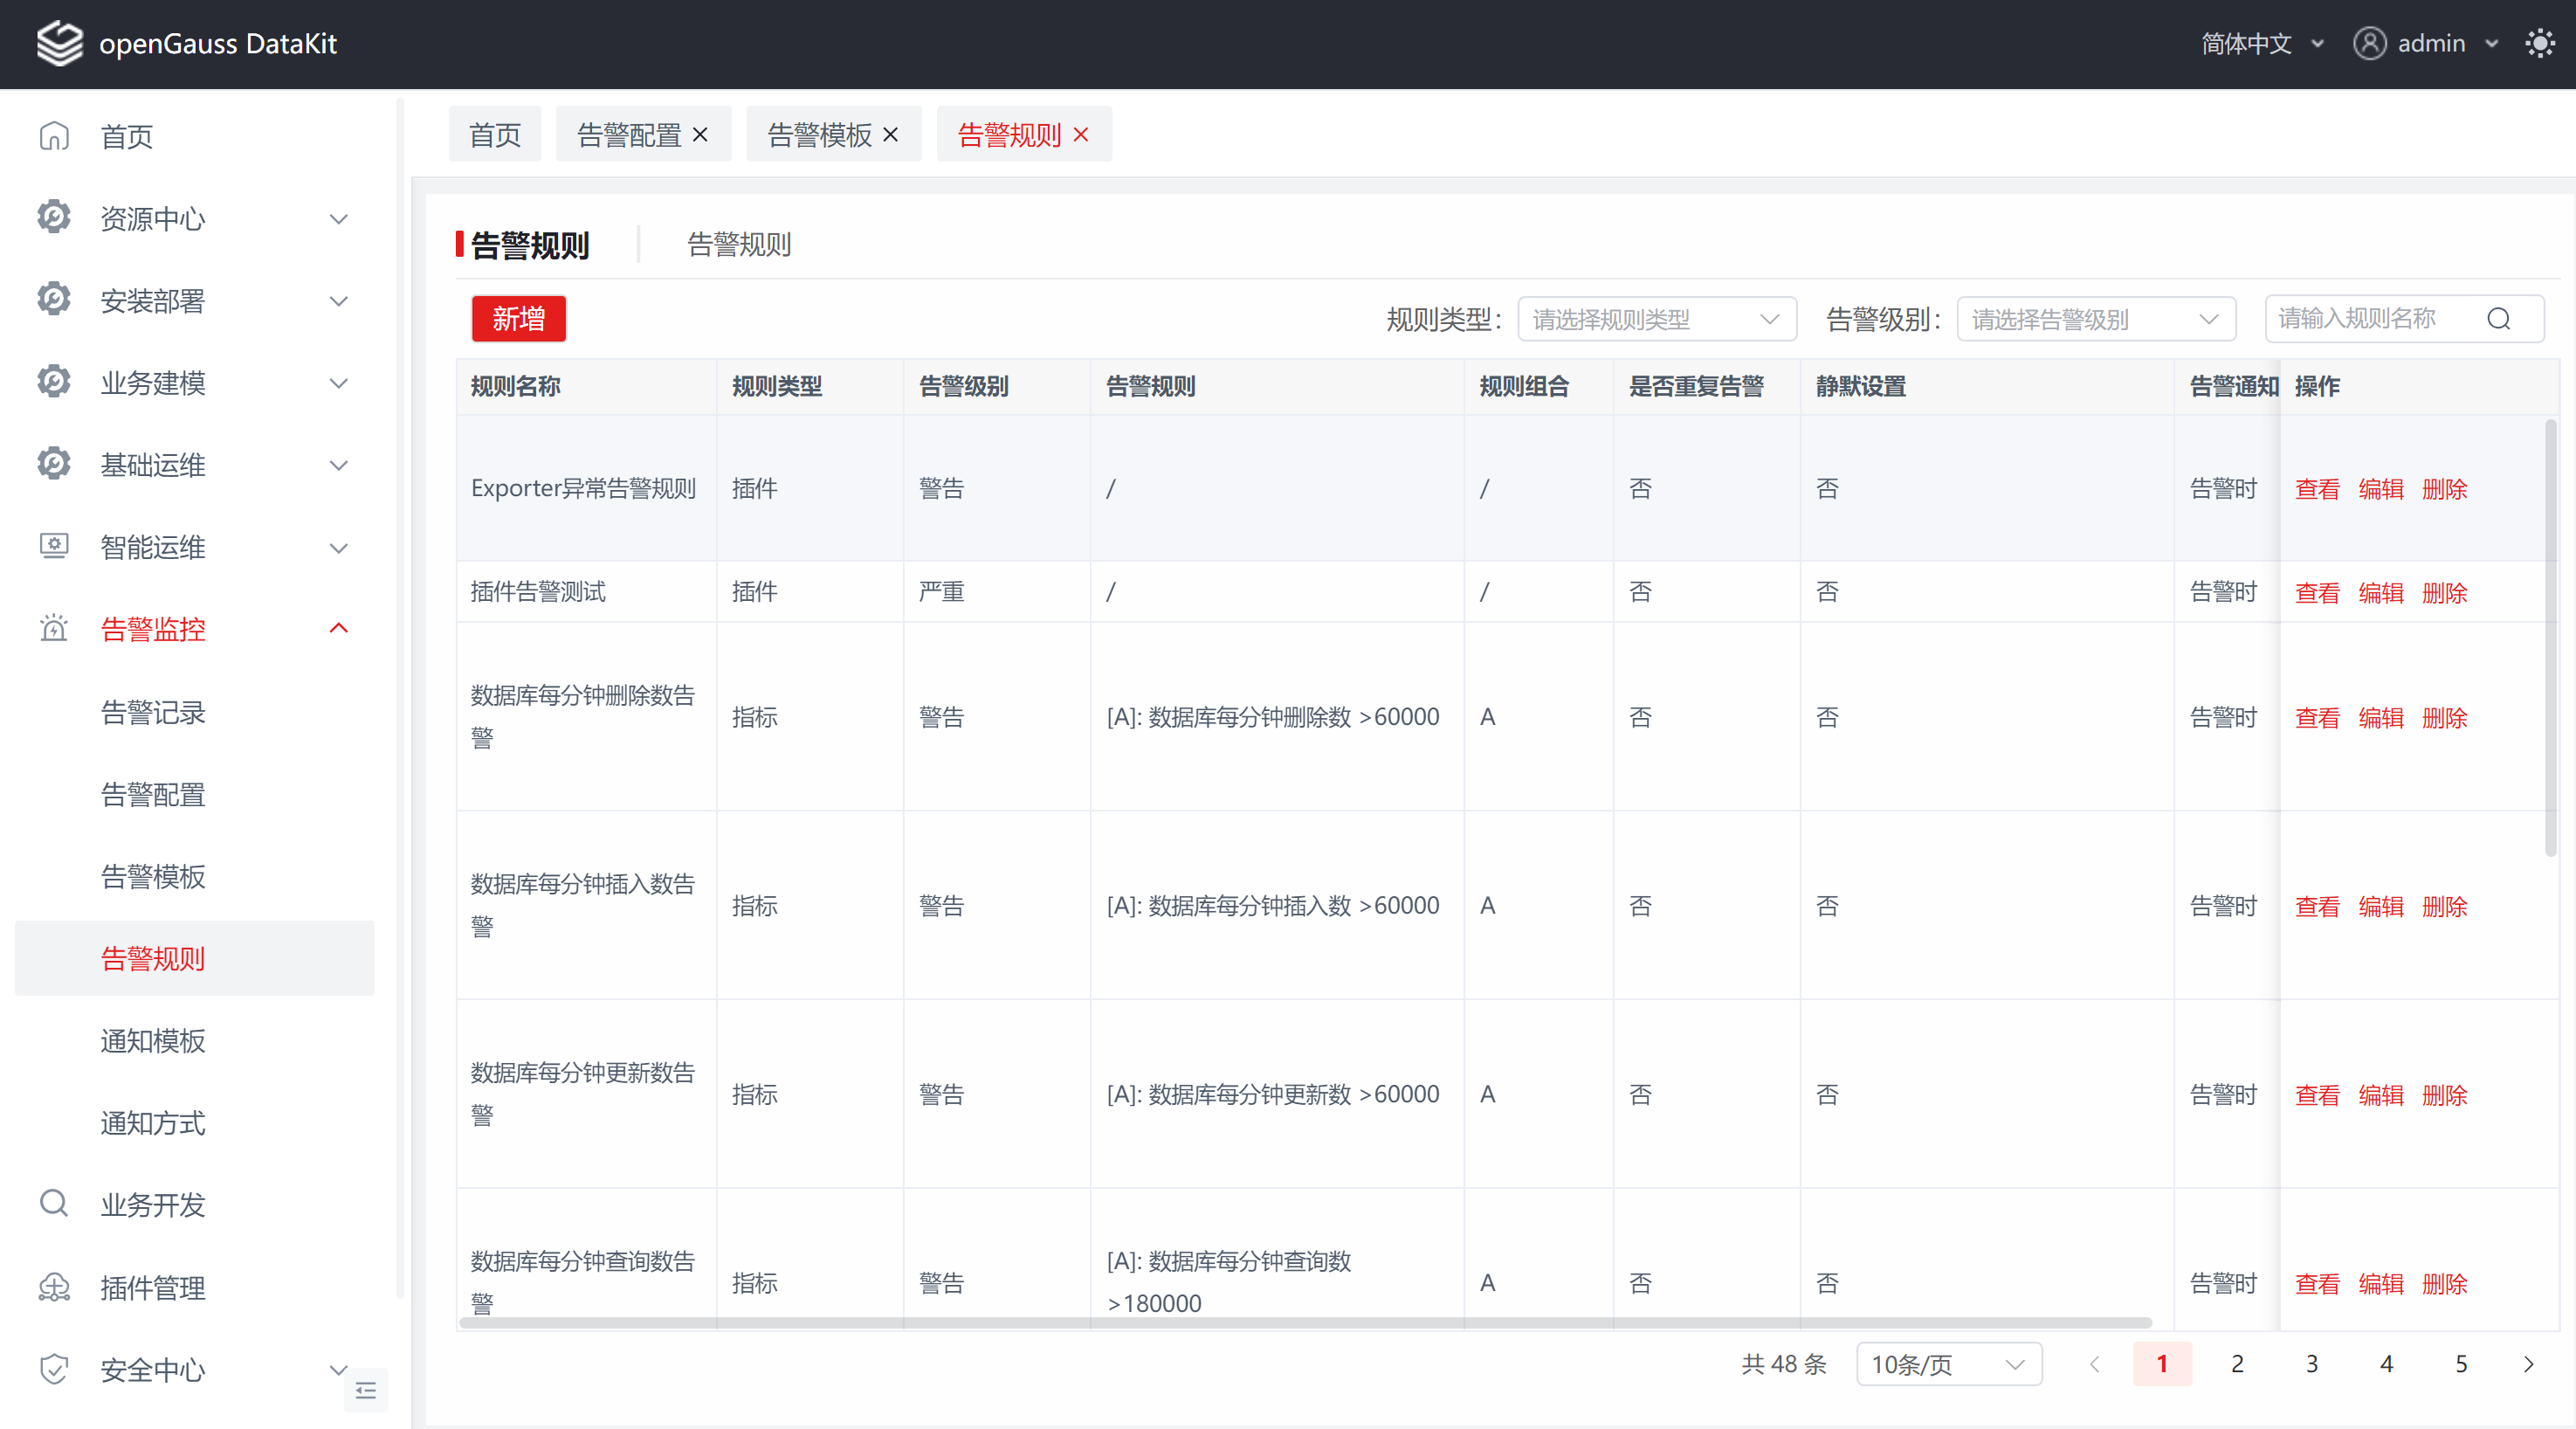 openGauss DataKit
简体中文
admin
首页
资源中心
安装部署
业务建模
基础运维
智能运维
告警监控
告警记录
告警配置
告警模板
告警规则
通知模板
通知方式
业务开发
插件管理
安全中心
首页 告警配置 告警模板 告警规则
告警规则 告警规则
新增 规则类型： 请选择规则类型 告警级别： 请选择告警级别 请输入规则名称
规则名称 规则类型 告警级别 告警规则 规则组合 是否重复告警 静默设置 告警通知 操作
Exporter异常告警规则 插件 警告 / / 否 否 告警时 查看 编辑 删除
插件告警测试 插件 严重 / / 否 否 告警时 查看 编辑 删除
数据库每分钟删除数告
警 指标 警告 [A]: 数据库每分钟删除数 >60000 A 否 否 告警时 查看 编辑 删除
数据库每分钟插入数告
警 指标 警告 [A]: 数据库每分钟插入数 >60000 A 否 否 告警时 查看 编辑 删除
数据库每分钟更新数告
警 指标 警告 [A]: 数据库每分钟更新数 >60000 A 否 否 告警时 查看 编辑 删除
数据库每分钟查询数告
警 指标 警告 [A]: 数据库每分钟查询数
>180000 A 否 否 告警时 查看 编辑 删除
共 48 条 10条/页 1 2 3 4 5